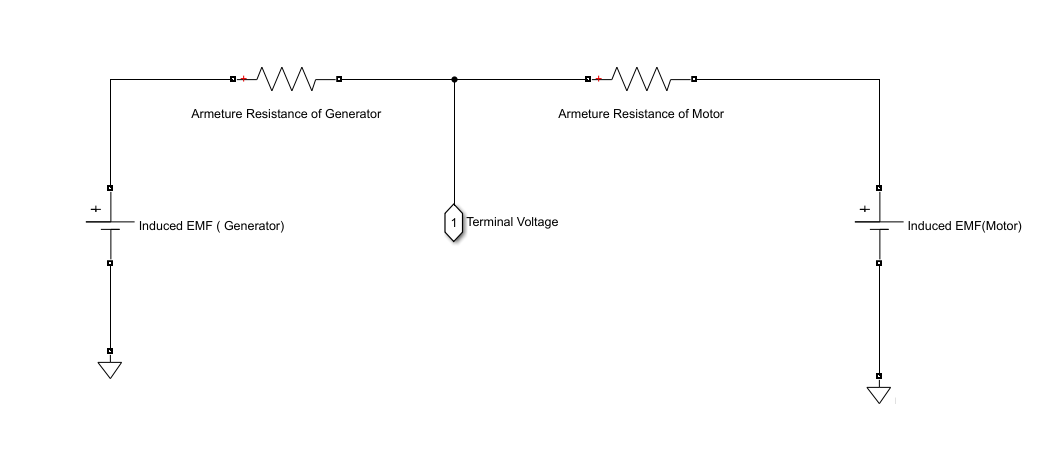 Armeture Resistance of Generator
Armeture Resistance of Motor
+
Induced EMF ( Generator)
1
Terminal Voltage
+
Induced EMF(Motor)